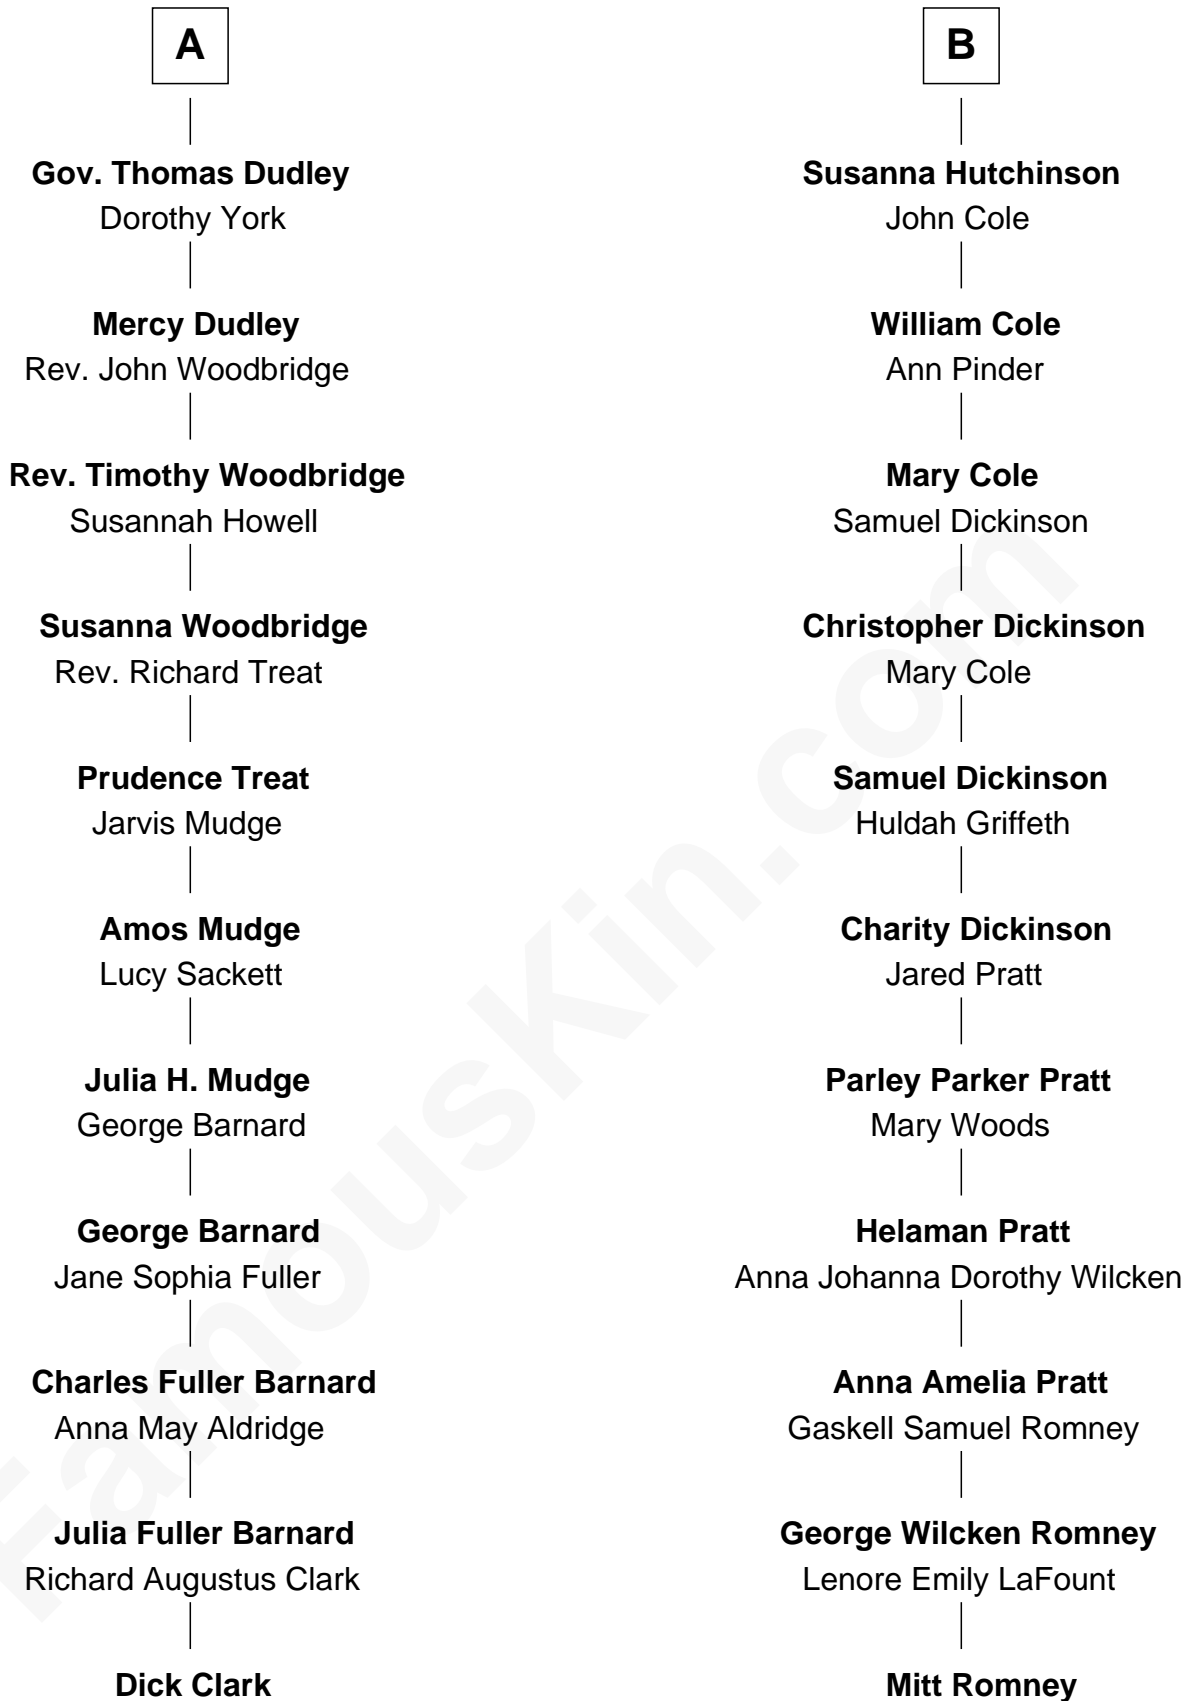 A
Gov. Thomas Dudley
Dorothy York
Mercy Dudley
Rev. John Woodbridge
Rev. Timothy Woodbridge
Susannah Howell
Susanna Woodbridge
Rev. Richard Treat
Prudence Treat
Jarvis Mudge
Amos Mudge
Lucy Sackett
Julia H. Mudge
George Barnard
George Barnard
Jane Sophia Fuller
Charles Fuller Barnard
Anna May Aldridge
Julia Fuller Barnard
Richard Augustus Clark
Dick Clark
B
Susanna Hutchinson
John Cole
William Cole
Ann Pinder
Mary Cole
Samuel Dickinson
Christopher Dickinson
Mary Cole
Samuel Dickinson
Huldah Griffeth
Charity Dickinson
Jared Pratt
Parley Parker Pratt
Mary Woods
Helaman Pratt
Anna Johanna Dorothy Wilcken
Anna Amelia Pratt
Gaskell Samuel Romney
George Wilcken Romney
Lenore Emily LaFount
Mitt Romney
FamousKin.com